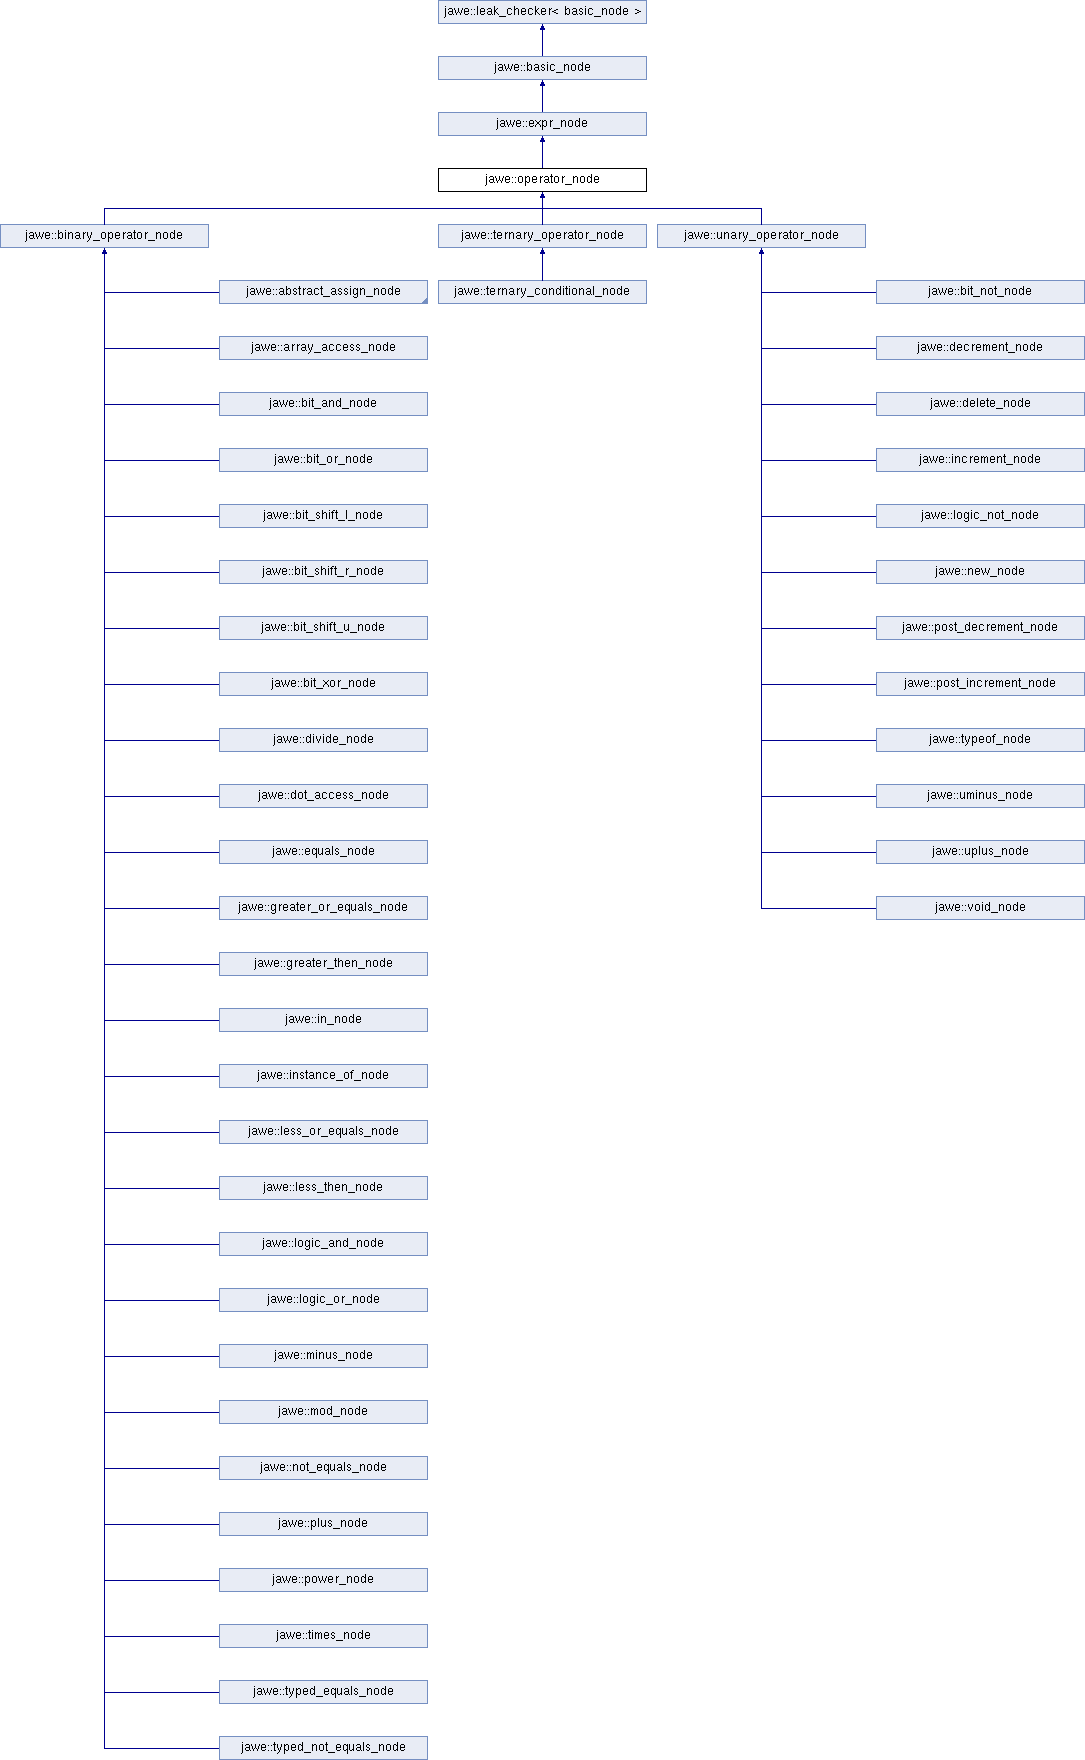 jawe::leak_checker< basic_node >
jawe::basic_node
jawe::expr_node
jawe::operator_node
jawe::binary_operator_node
jawe::ternary_operator_node
jawe::unary_operator_node
jawe::abstract_assign_node
jawe::ternary_conditional_node
jawe::bit_not_node
jawe::array_access_node
jawe::decrement_node
jawe::bit_and_node
jawe::delete_node
jawe::bit_or_node
jawe::increment_node
jawe::bit_shift_l_node
jawe::logic_not_node
jawe::bit_shift_r_node
jawe::new_node
jawe::bit_shift_u_node
jawe::post_decrement_node
jawe::bit_xor_node
jawe::post_increment_node
jawe::divide_node
jawe::typeof_node
jawe::dot_access_node
jawe::uminus_node
jawe::equals_node
jawe::uplus_node
jawe::greater_or_equals_node
jawe::void_node
jawe::greater_then_node
jawe::in_node
jawe::instance_of_node
jawe::less_or_equals_node
jawe::less_then_node
jawe::logic_and_node
jawe::logic_or_node
jawe::minus_node
jawe::mod_node
jawe::not_equals_node
jawe::plus_node
jawe::power_node
jawe::times_node
jawe::typed_equals_node
jawe::typed_not_equals_node